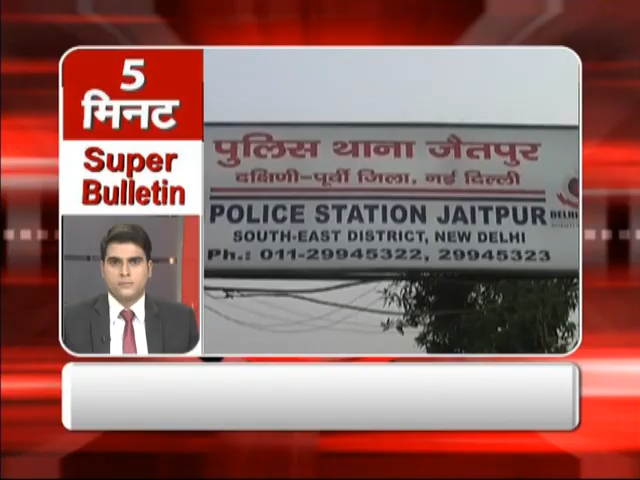 5
मिनट
Super
Bulletin
पुलिस थाना जैतपुर
दक्षिणी-पूर्वी जिला, नई दिल्ली
POLICE STATION JAITPUR
SOUTH-EAST DISTRICT, NEW DELHI
Ph.: 011-29945322, 29945323
DELHI